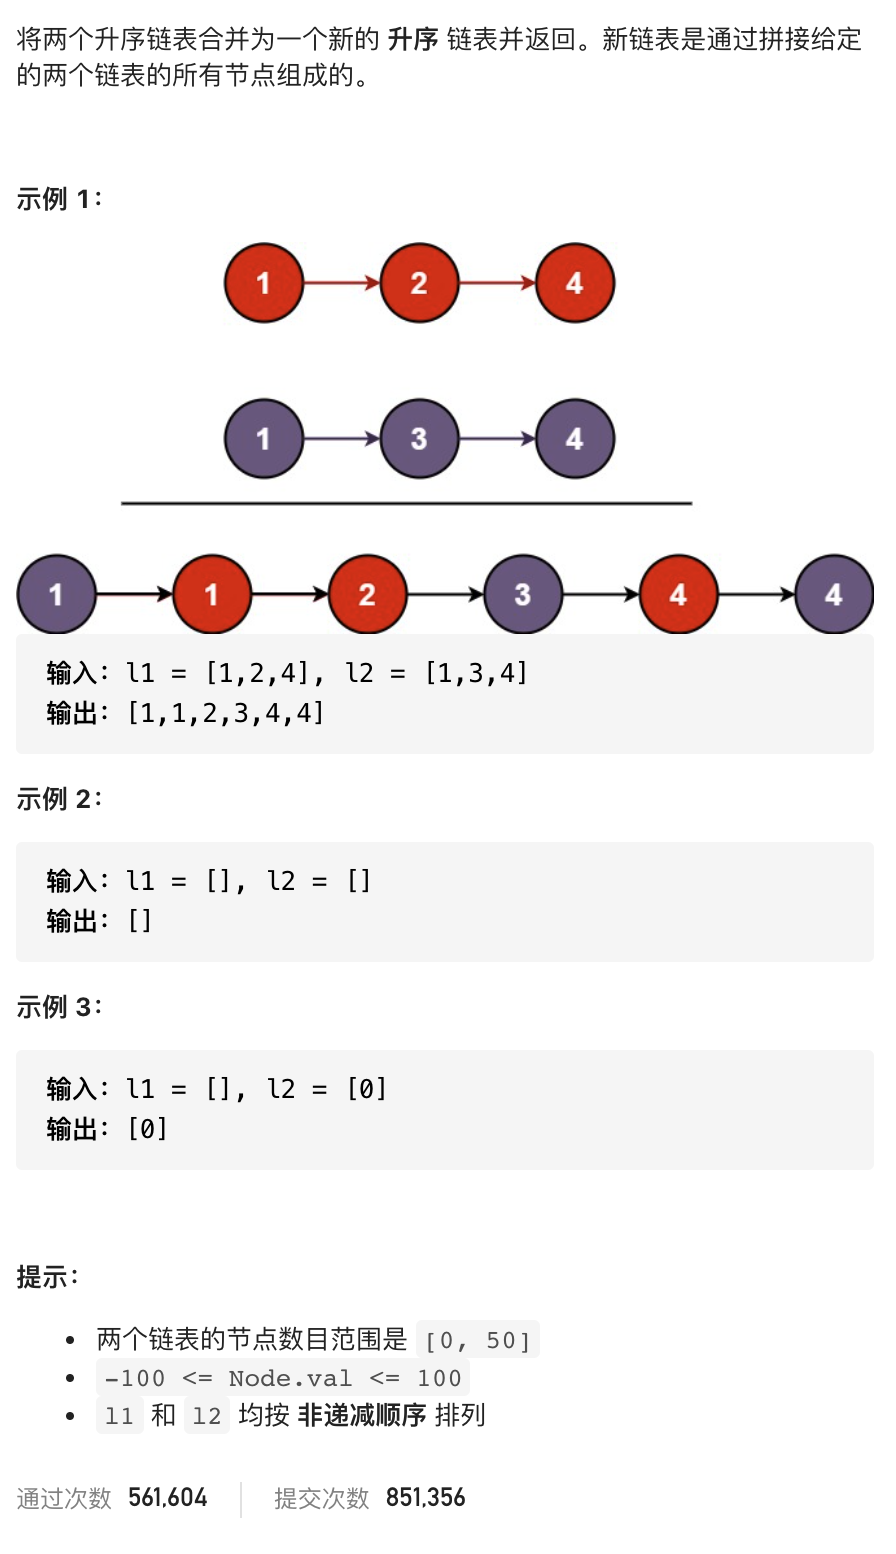 将两个升序链表合并为一个新的 升序 链表并返回。新链表是通过拼接给定
的两个链表的所有节点组成的。
示例 1：
1 2 4
1 3 4
1 1 2 3 4 4
输入：l1 = [1,2,4], l2 = [1,3,4]
输出：[1,1,2,3,4,4]
示例 2：
输入：l1 = [], l2 = []
输出：[]
示例 3：
输入：l1 = [], l2 = [0]
输出：[0]
提示：
• 两个链表的节点数目范围是 [0, 50]
• -100 <= Node.val <= 100
• l1 和 l2 均按 非递减顺序 排列
通过次数 561,604 提交次数 851,356